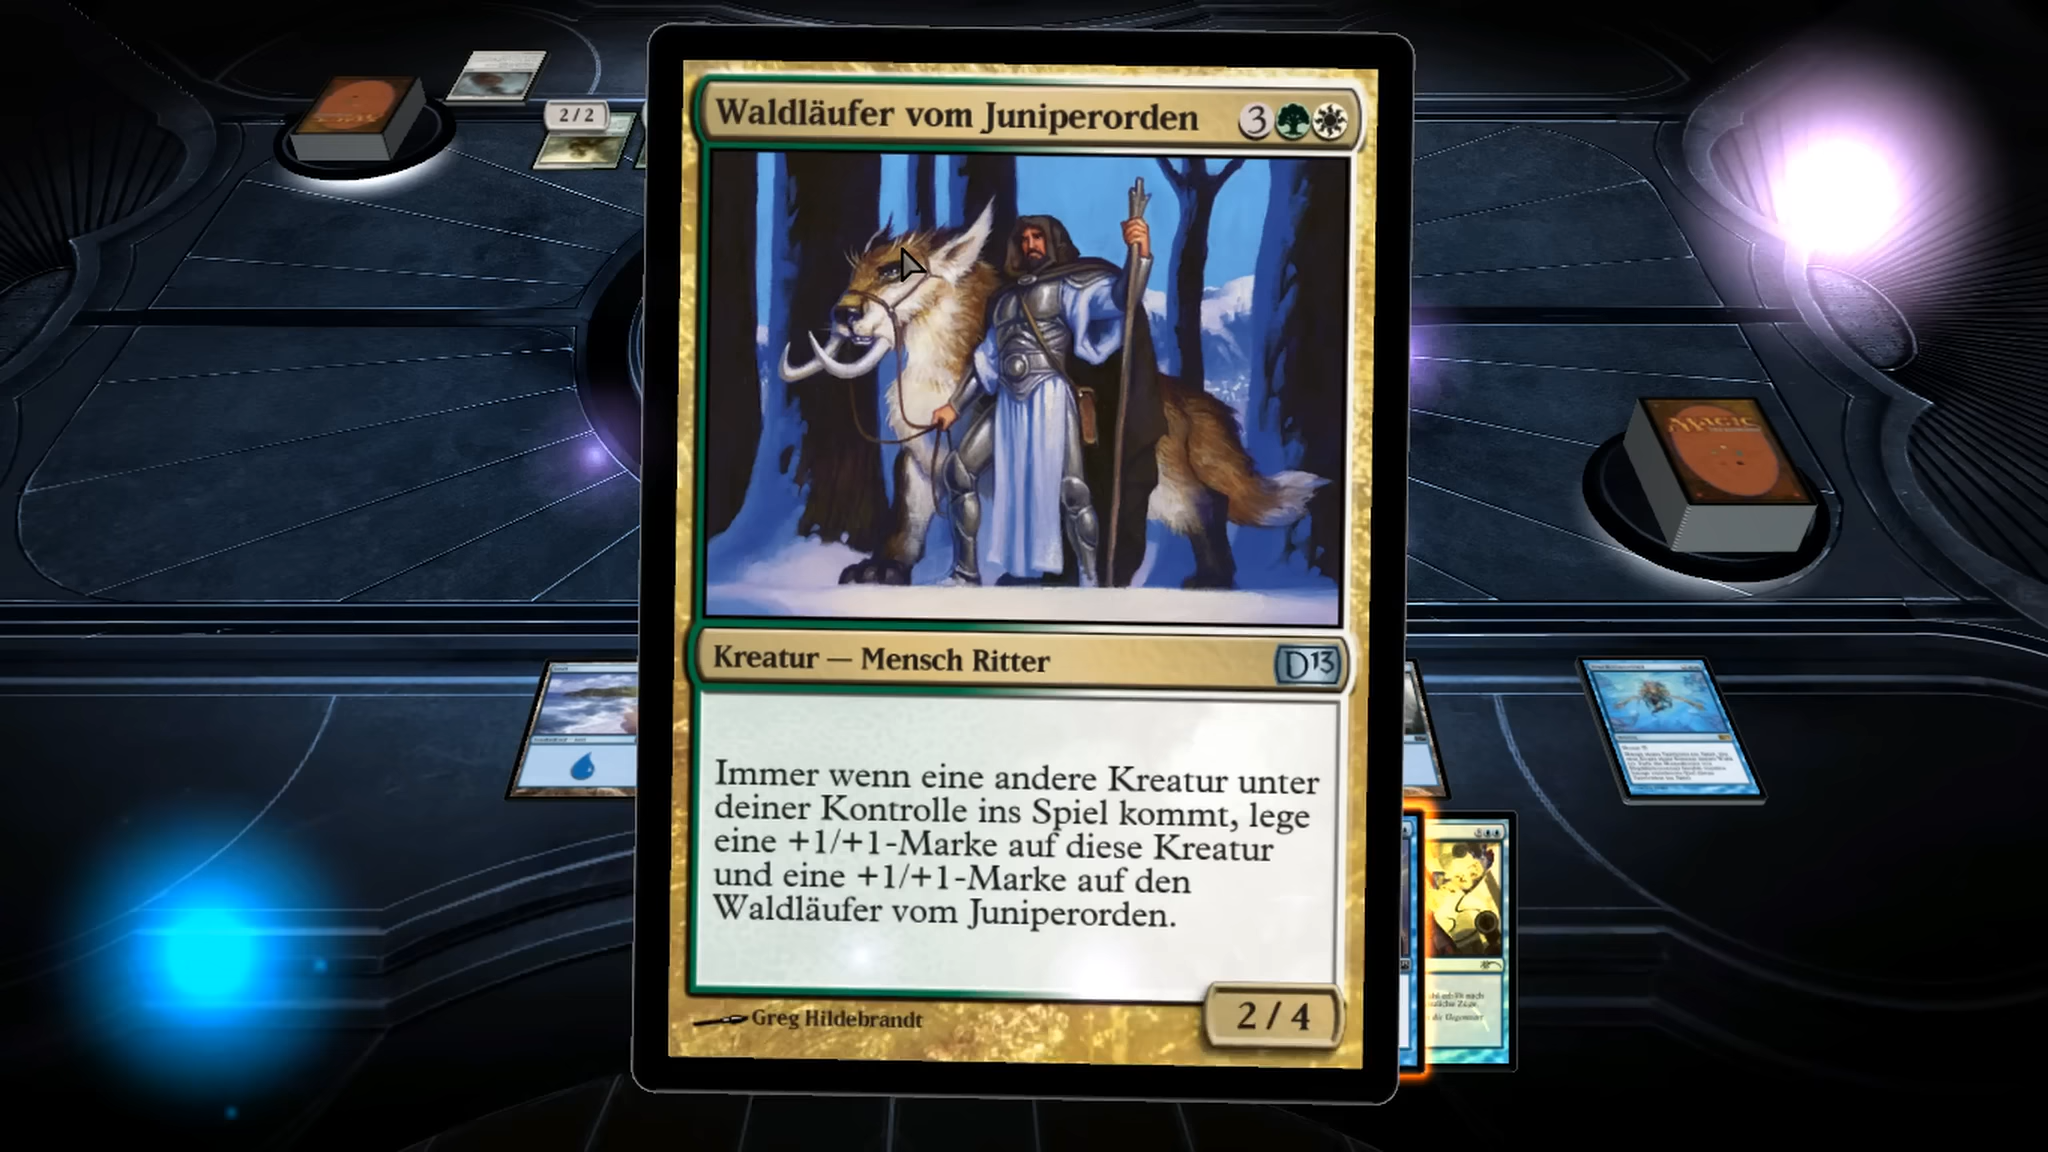 2/2
Waldläufer vom Juniperorden 3
MAGIC
Kreatur — Mensch Ritter D13
Immer wenn eine andere Kreatur unter
deiner Kontrolle ins Spiel kommt, lege
eine +1/+1-Marke auf diese Kreatur
und eine +1/+1-Marke auf den
Waldläufer vom Juniperorden.
Greg Hildebrandt
2/4